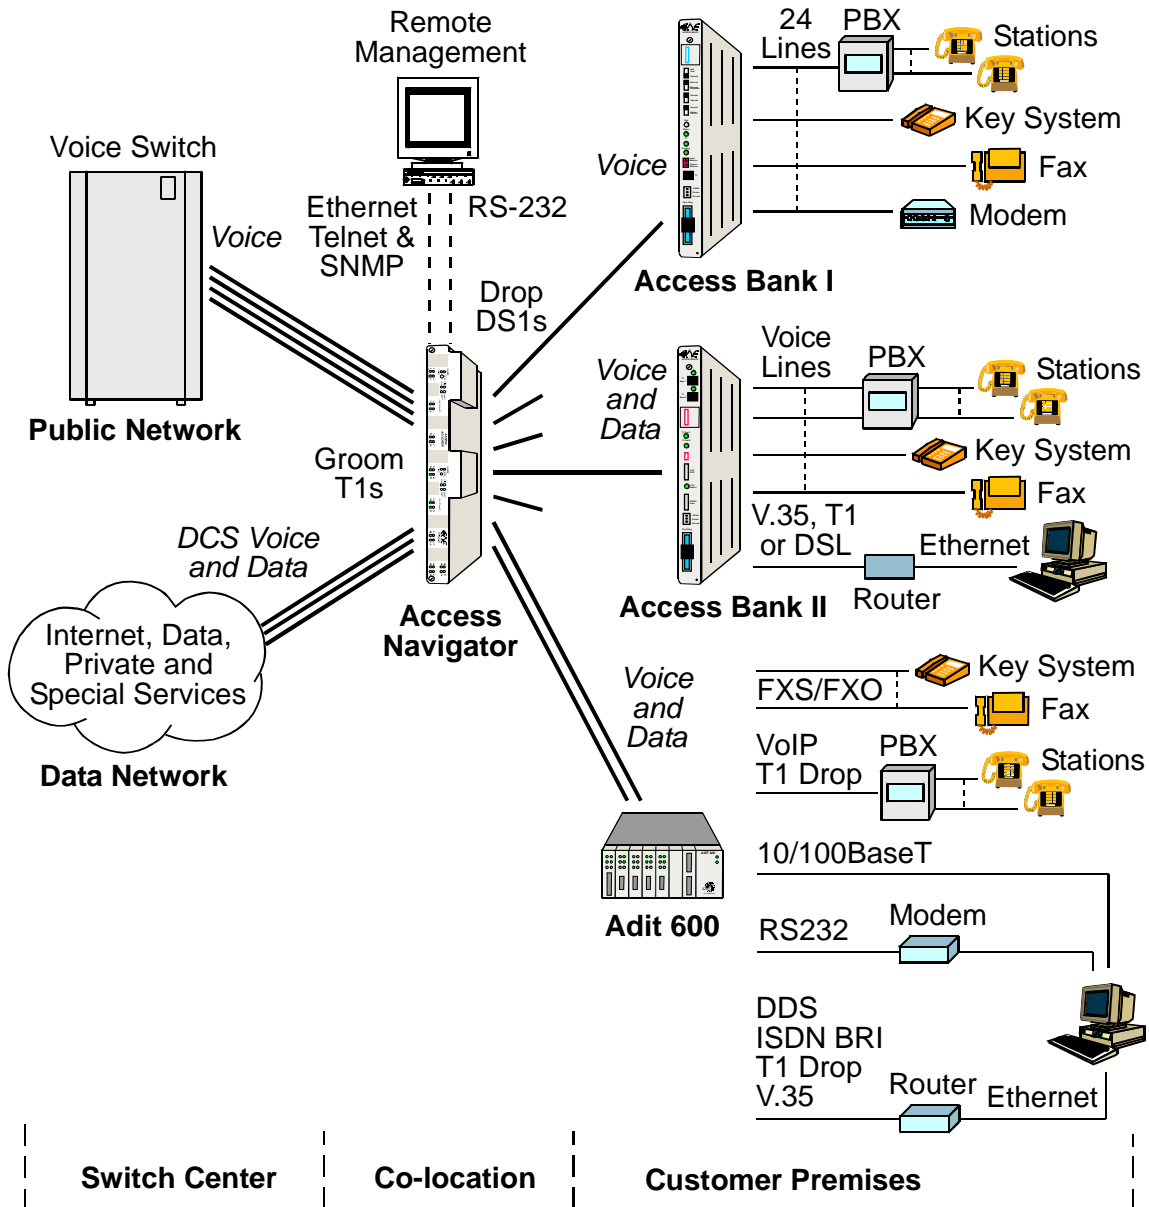 Remote
Management
Voice Switch
Voice
Ethernet
Telnet &
SNMP
RS-232
Public Network
Drop
DS1s
Groom
T1s
DCS Voice
and Data
Internet, Data,
Private and
Special Services
Data Network
Access
Navigator
Voice
24
Lines
PBX
Stations
Key System
Fax
Modem
Access Bank I
Voice
and
Data
Voice
Lines
PBX
Stations
Key System
Fax
V.35, T1
or DSL
Ethernet
Router
Access Bank II
Voice
and
Data
FXS/FXO
Key System
Fax
VoIP
T1 Drop
PBX
Stations
10/100BaseT
Adit 600
RS232
Modem
DDS
ISDN BRI
T1 Drop
V.35
Router
Ethernet
Switch Center
Co-location
Customer Premises